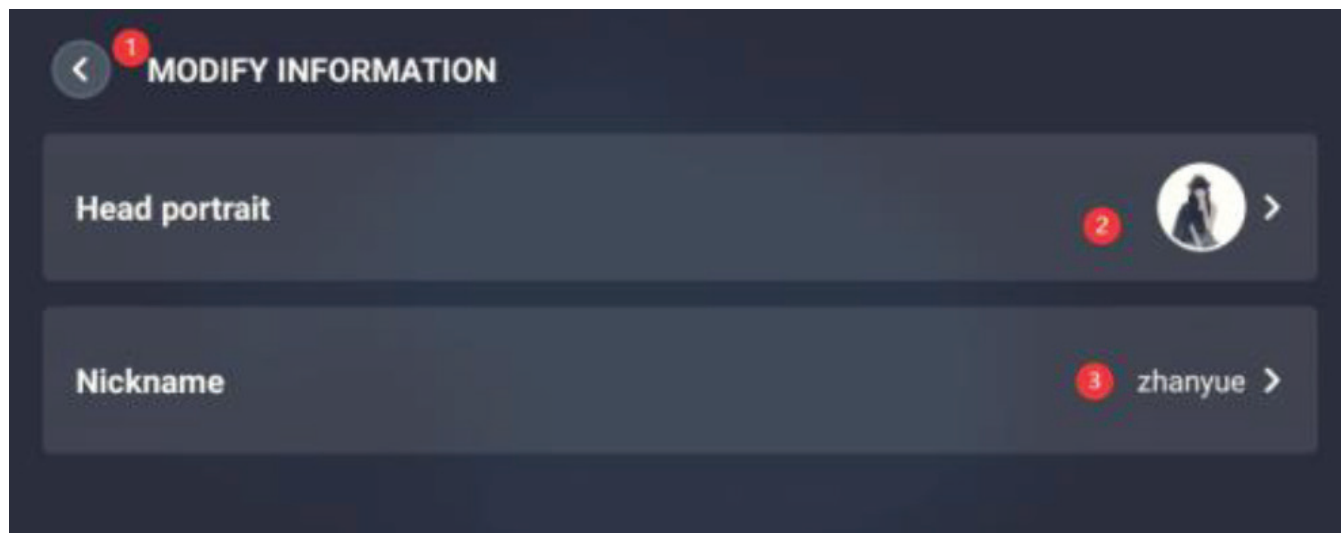 1
MODIFY INFORMATION
Head portrait
2
Nickname
3 zhanyue